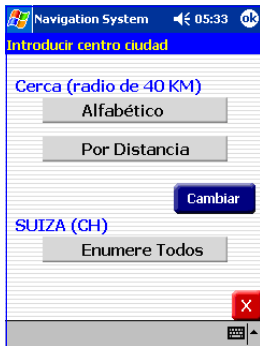 Navigation System 05:33 ok
Introducir centro ciudad
Cerca (radio de 40 KM)
Alfabético
Por Distancia
Cambiar
SUIZA (CH)
Enumere Todos
X